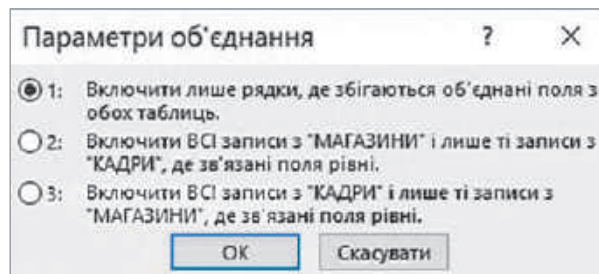 Параметри об'єднання ? ×
1: Включити лише рядки, де збігаються об'єднані поля з
обох таблиць.
2: Включити ВСІ записи з "МАГАЗИНИ" і лише ті записи з
"КАДРИ", де зв'язані поля рівні.
3: Включити ВСІ записи з "КАДРИ" і лише ті записи з
"МАГАЗИНИ", де зв'язані поля рівні.
ОК Скасувати